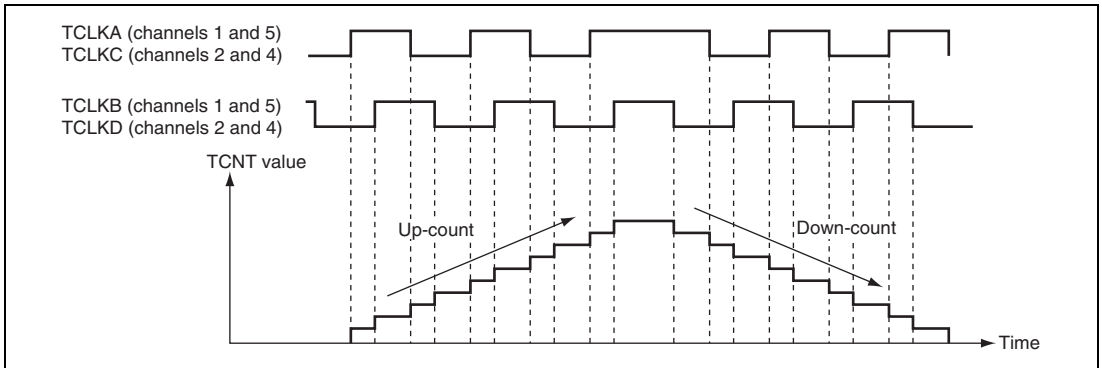 TCLKA (channels 1 and 5)
TCLKC (channels 2 and 4)
TCLKB (channels 1 and 5)
TCLKD (channels 2 and 4)
TCNT value
Up-count
Down-count
Time